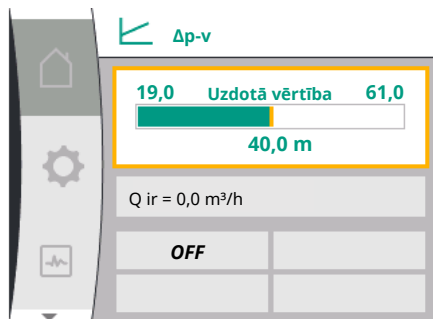 Δp-v
19,0 Uzdotā vērtība 61,0
40,0 m
Q ir = 0,0 m³/h
OFF